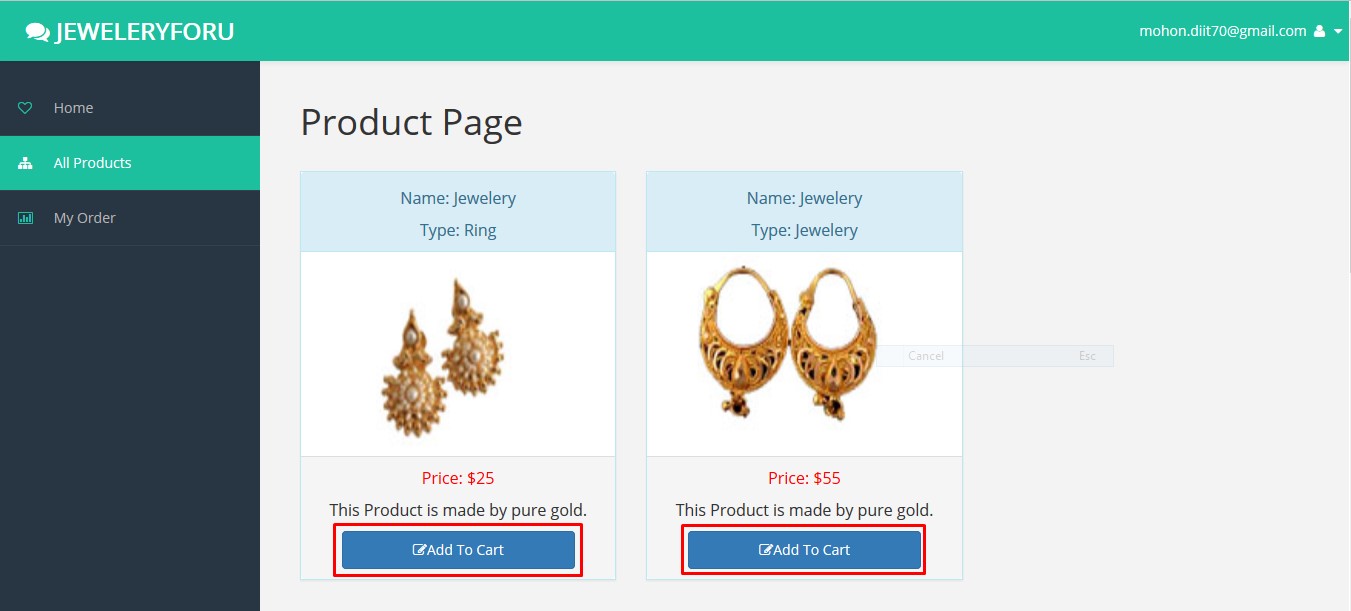 JEWELERYFORU
mohon.diit70@gmail.com
Home
All Products
My Order
Product Page
Name: Jewelery
Type: Ring
Price: $25
This Product is made by pure gold.
Add To Cart
Name: Jewelery
Type: Jewelery
Cancel Esc
Price: $55
This Product is made by pure gold.
Add To Cart